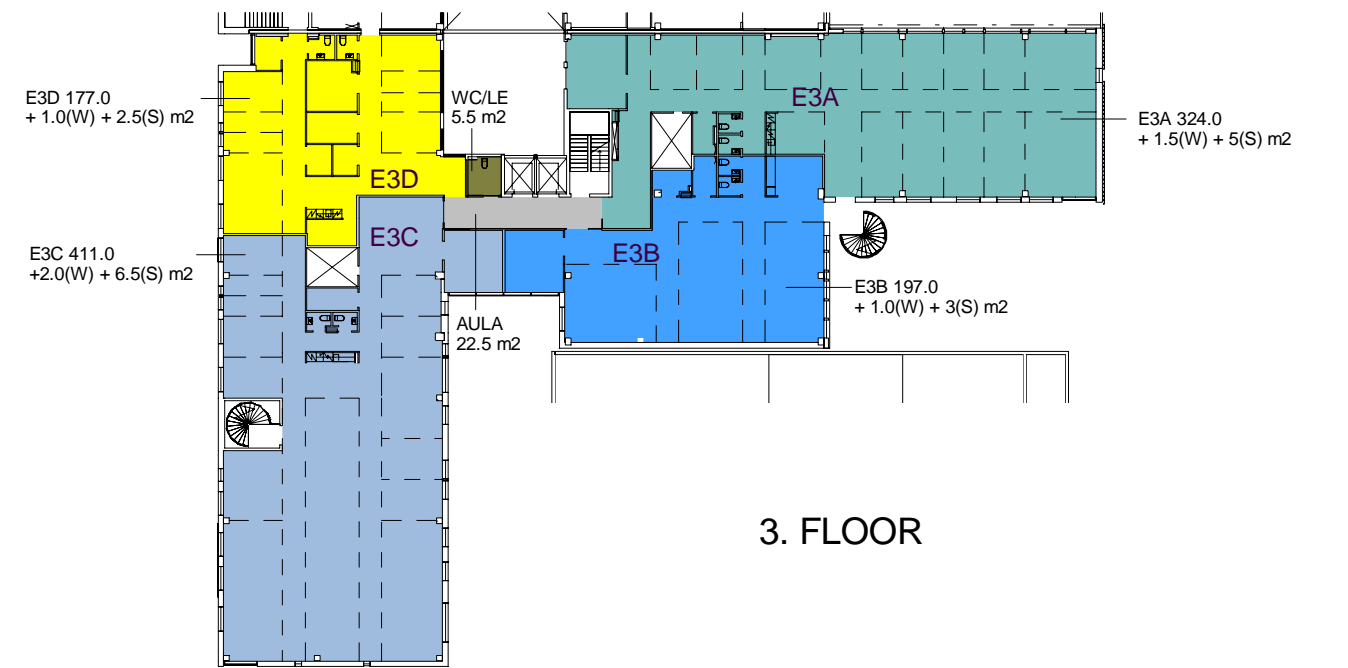 E3D 177.0
+ 1.0(W) + 2.5(S) m2
WC/LE
5.5 m2
E3A
E3A 324.0
+ 1.5(W) + 5(S) m2
E3D
E3C 411.0
+2.0(W) + 6.5(S) m2
E3C
E3B
E3B 197.0
+ 1.0(W) + 3(S) m2
AULA
22.5 m2
3. FLOOR